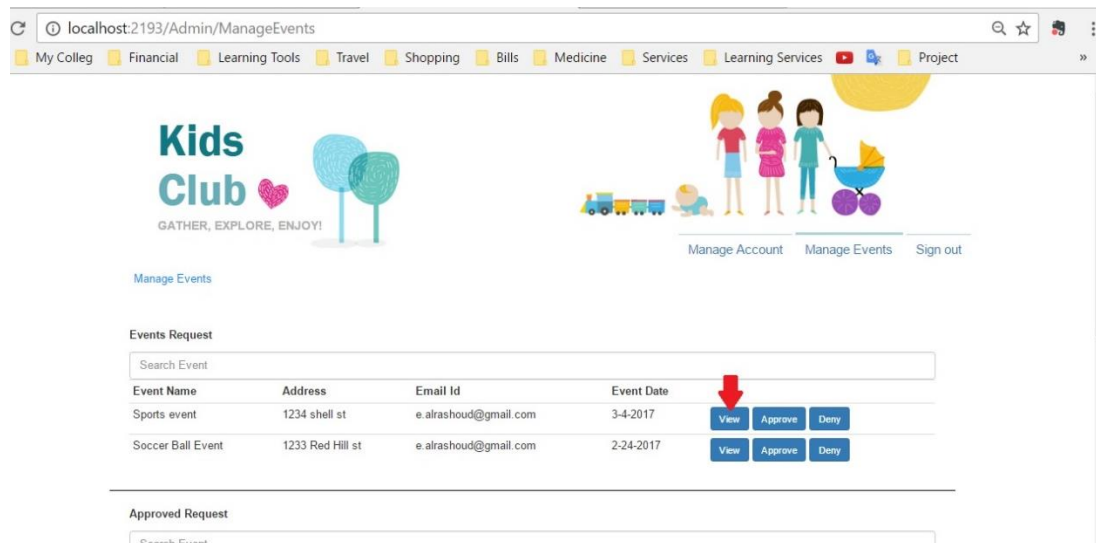 localhost:2193/Admin/ManageEvents
My Colleg Financial Learning Tools Travel Shopping Bills Medicine Services Learning Services Project »
Kids
Club
GATHER, EXPLORE, ENJOY!
Manage Account Manage Events Sign out
Manage Events
Events Request
Search Event
Event Name Address Email Id Event Date
Sports event 1234 shell st e.alrashoud@gmail.com 3-4-2017 View Approve Deny
Soccer Ball Event 1233 Red Hill st e.alrashoud@gmail.com 2-24-2017 View Approve Deny
Approved Request
Search Event